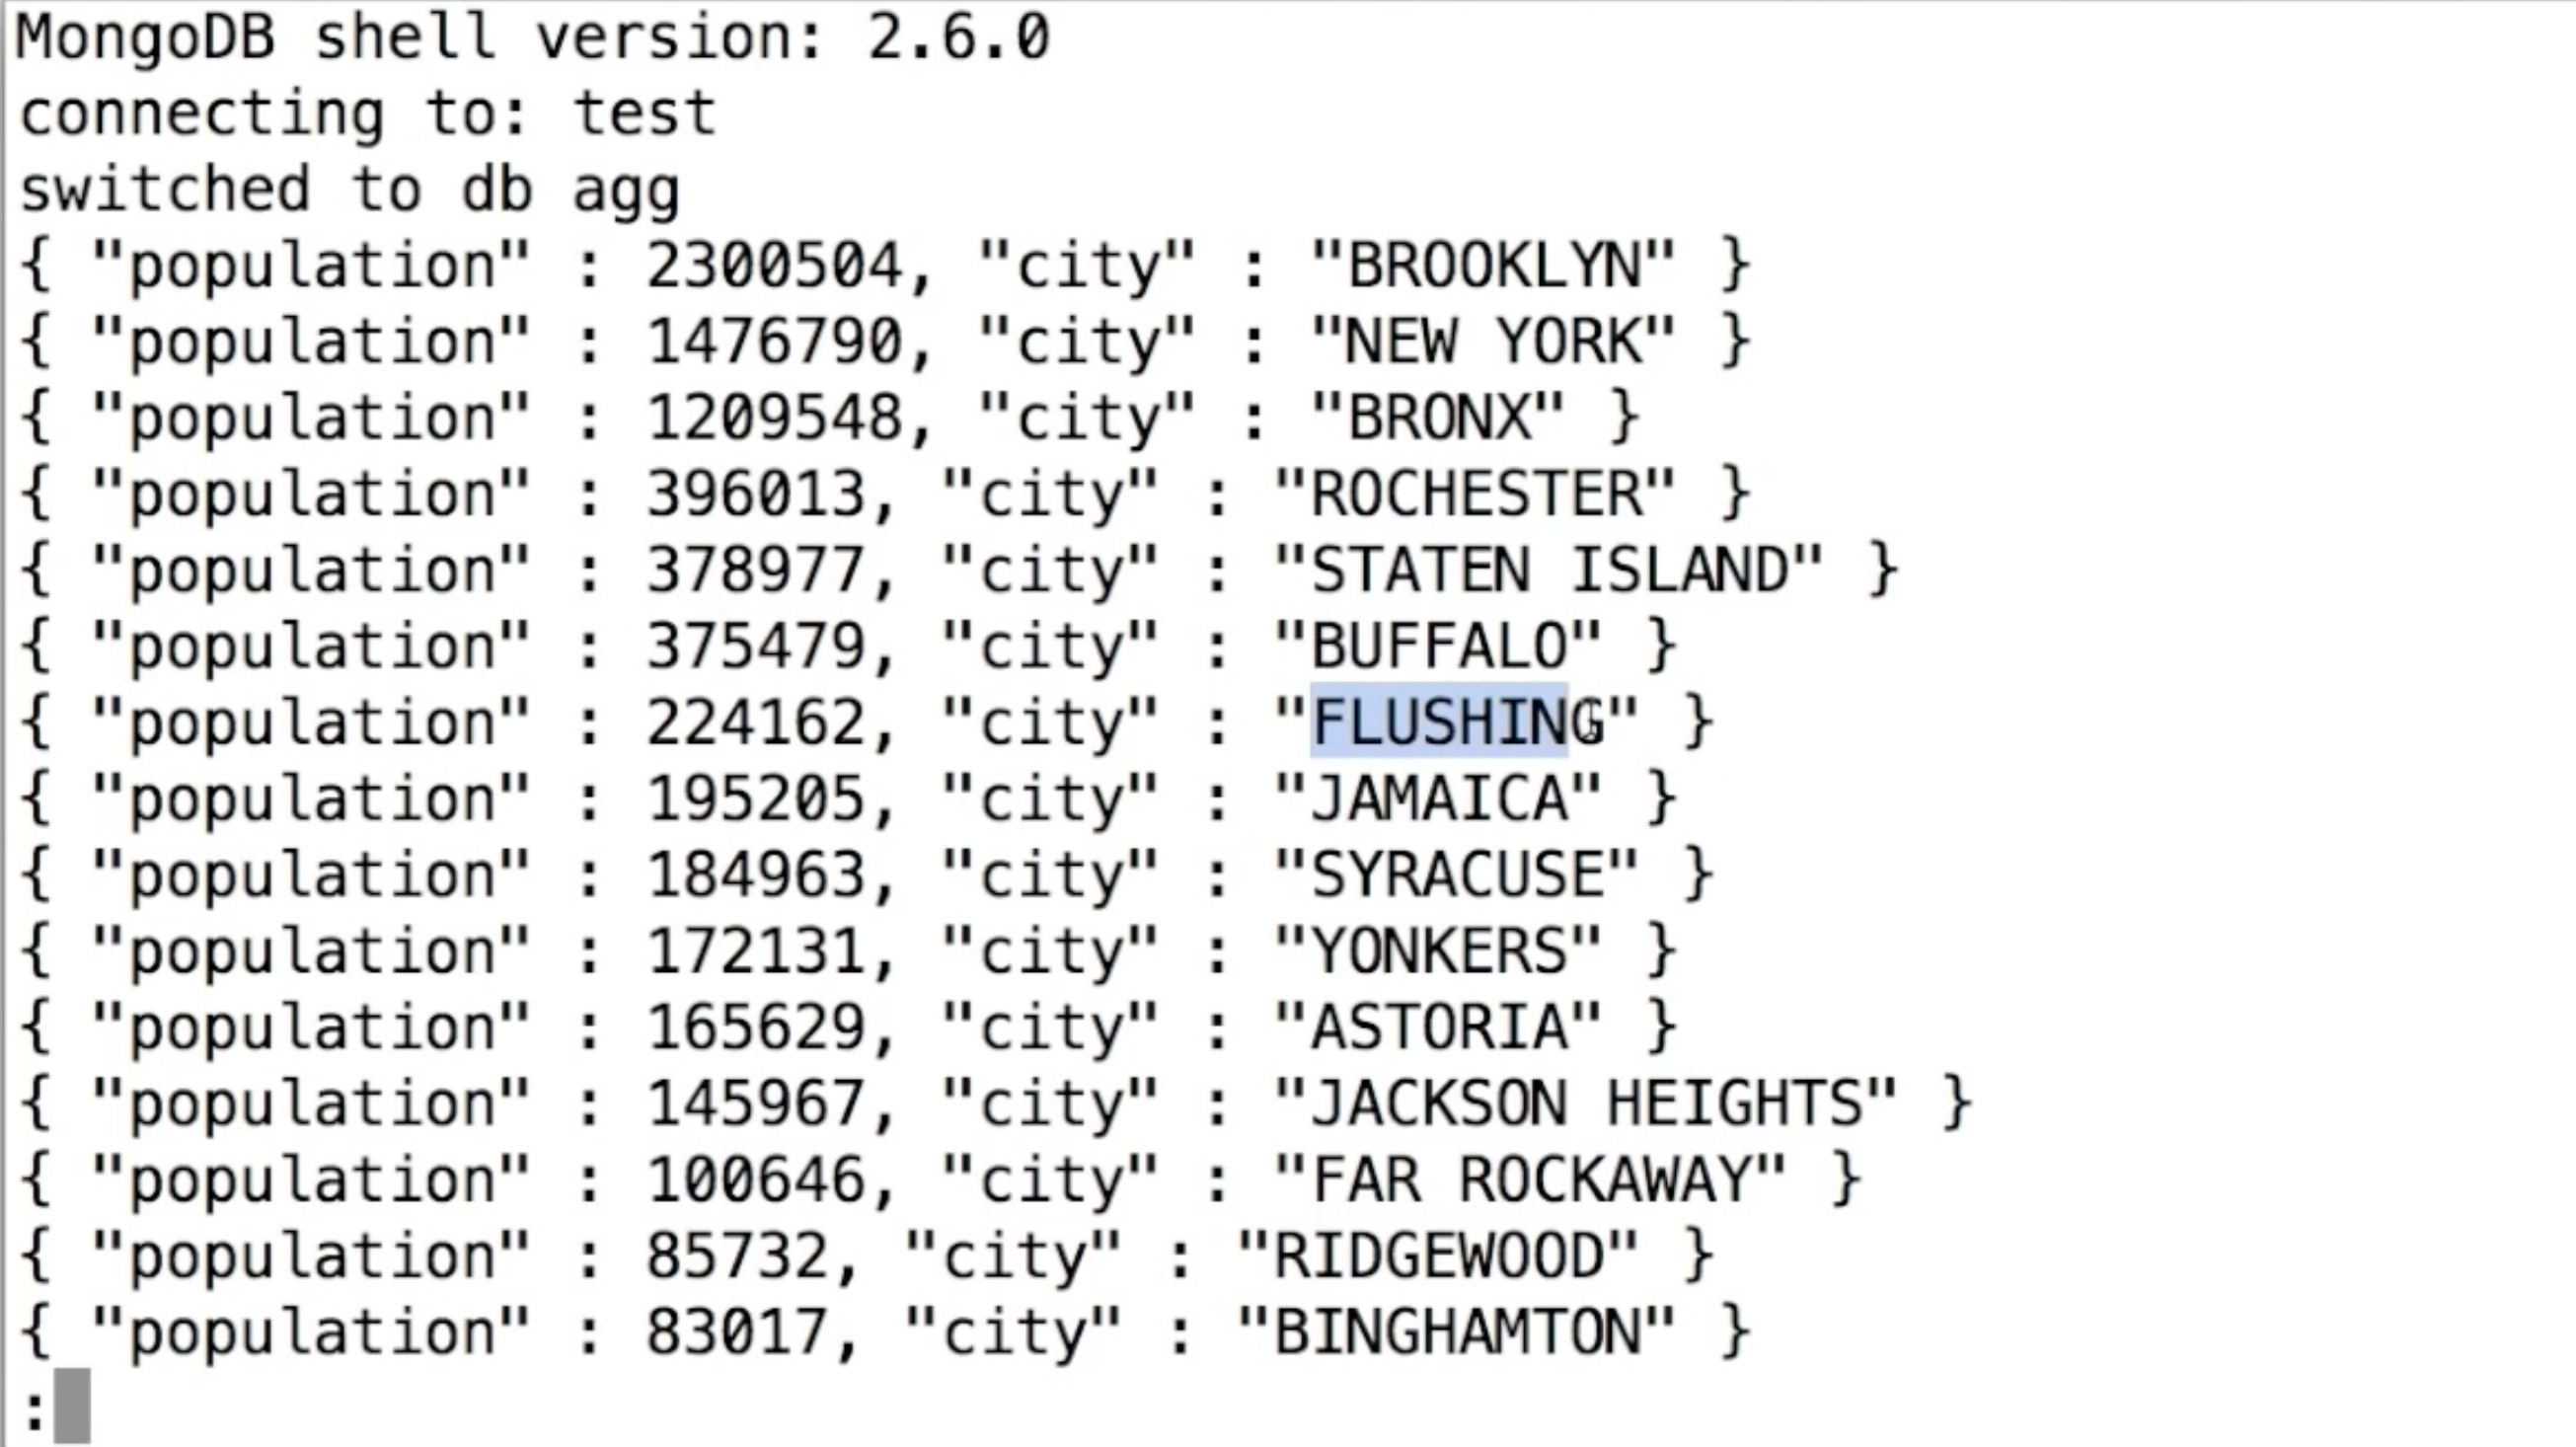 MongoDB shell version: 2.6.0
connecting to: test
switched to db agg
{ "population" : 2300504, "city" : "BROOKLYN" }
{ "population" : 1476790, "city" : "NEW YORK" }
{ "population" : 1209548, "city" : "BRONX" }
{ "population" : 396013, "city" : "ROCHESTER" }
{ "population" : 378977, "city" : "STATEN ISLAND" }
{ "population" : 375479, "city" : "BUFFALO" }
{ "population" : 224162, "city" : "FLUSHING" }
{ "population" : 195205, "city" : "JAMAICA" }
{ "population" : 184963, "city" : "SYRACUSE" }
{ "population" : 172131, "city" : "YONKERS" }
{ "population" : 165629, "city" : "ASTORIA" }
{ "population" : 145967, "city" : "JACKSON HEIGHTS" }
{ "population" : 100646, "city" : "FAR ROCKAWAY" }
{ "population" : 85732, "city" : "RIDGEWOOD" }
{ "population" : 83017, "city" : "BINGHAMTON" }
: